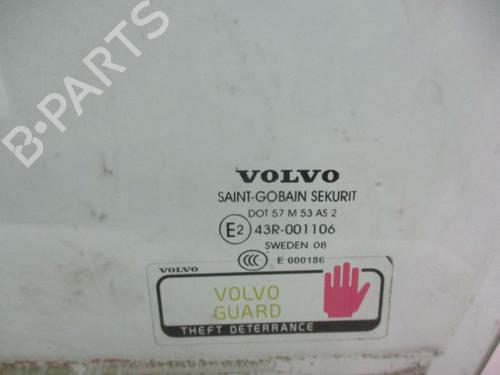 B-PARTS
VOLVO
SAINT-GOBAIN SEKURIT
DOT 57 M 53 AS 2
E2 43R-001106
SWEDEN 08
CCC E 000186
VOLVO
VOLVO
GUARD
THEFT DETERRANCE